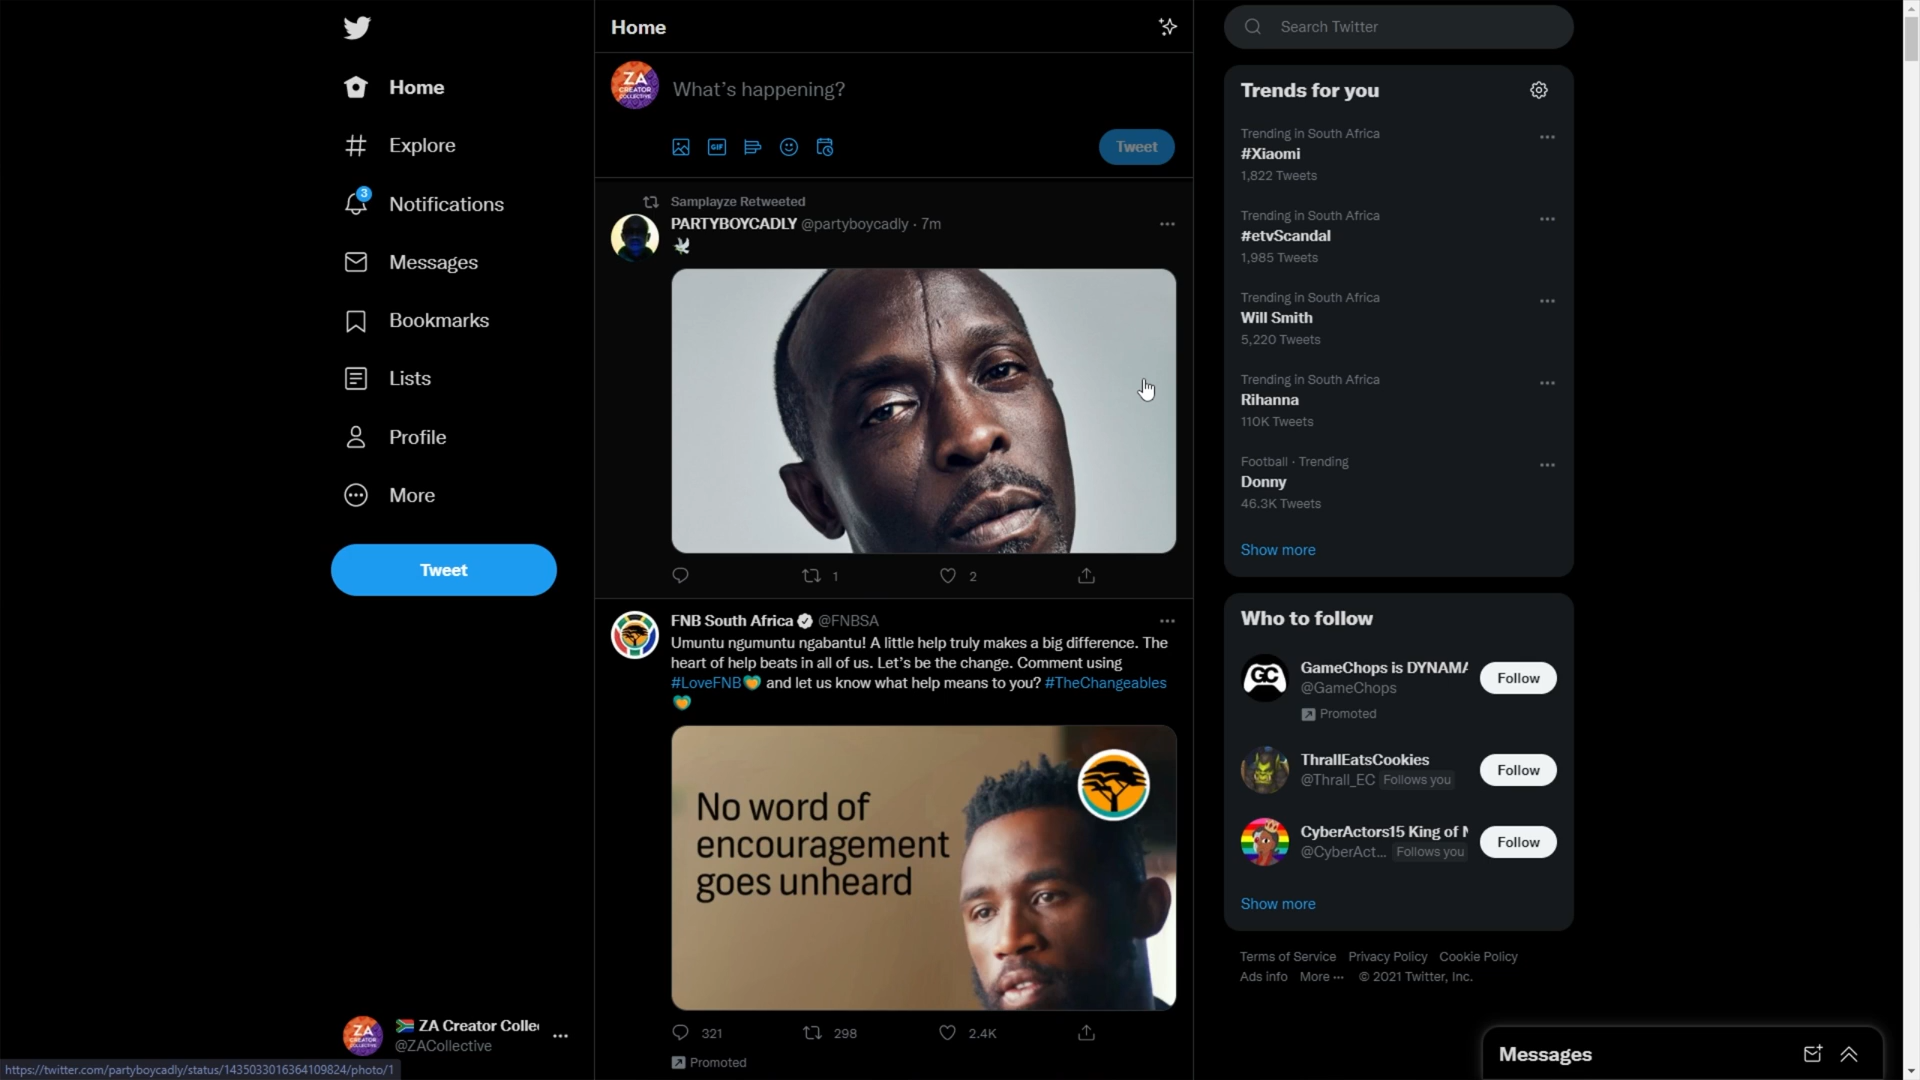 Home
Explore
3
Notifications
Messages
Bookmarks
Lists
Profile
More
Tweet
ZA Creator Colle
@ZACollective
https://twitter.com/partyboycadly/status/1435033016364109824/photo/1
Home
ZA
CREATOR
COLLECTIVE
What's happening?
GIF
Tweet
Samplayze Retweeted
PARTYBOYCADLY @partyboycadly · 7m
1
2
FNB South Africa @FNBSA
Umuntu ngumuntu ngabantu! A little help truly makes a big difference. The
heart of help beats in all of us. Let's be the change. Comment using
#LoveFNB and let us know what help means to you? #TheChangeables
No word of
encouragement
goes unheard
321
298
2.4K
Promoted
Search Twitter
Trends for you
Trending in South Africa
#Xiaomi
1,822 Tweets
Trending in South Africa
#etvScandal
1,985 Tweets
Trending in South Africa
Will Smith
5,220 Tweets
Trending in South Africa
Rihanna
110K Tweets
Football · Trending
Donny
46.3K Tweets
Show more
Who to follow
GC
GameChops is DYNAMA
@GameChops
Promoted
Follow
ThrallEatsCookies
@Thrall_EC Follows you
Follow
CyberActors15 King of N
@CyberAct... Follows you
Follow
Show more
Terms of Service Privacy Policy Cookie Policy
Ads info More ··· © 2021 Twitter, Inc.
Messages